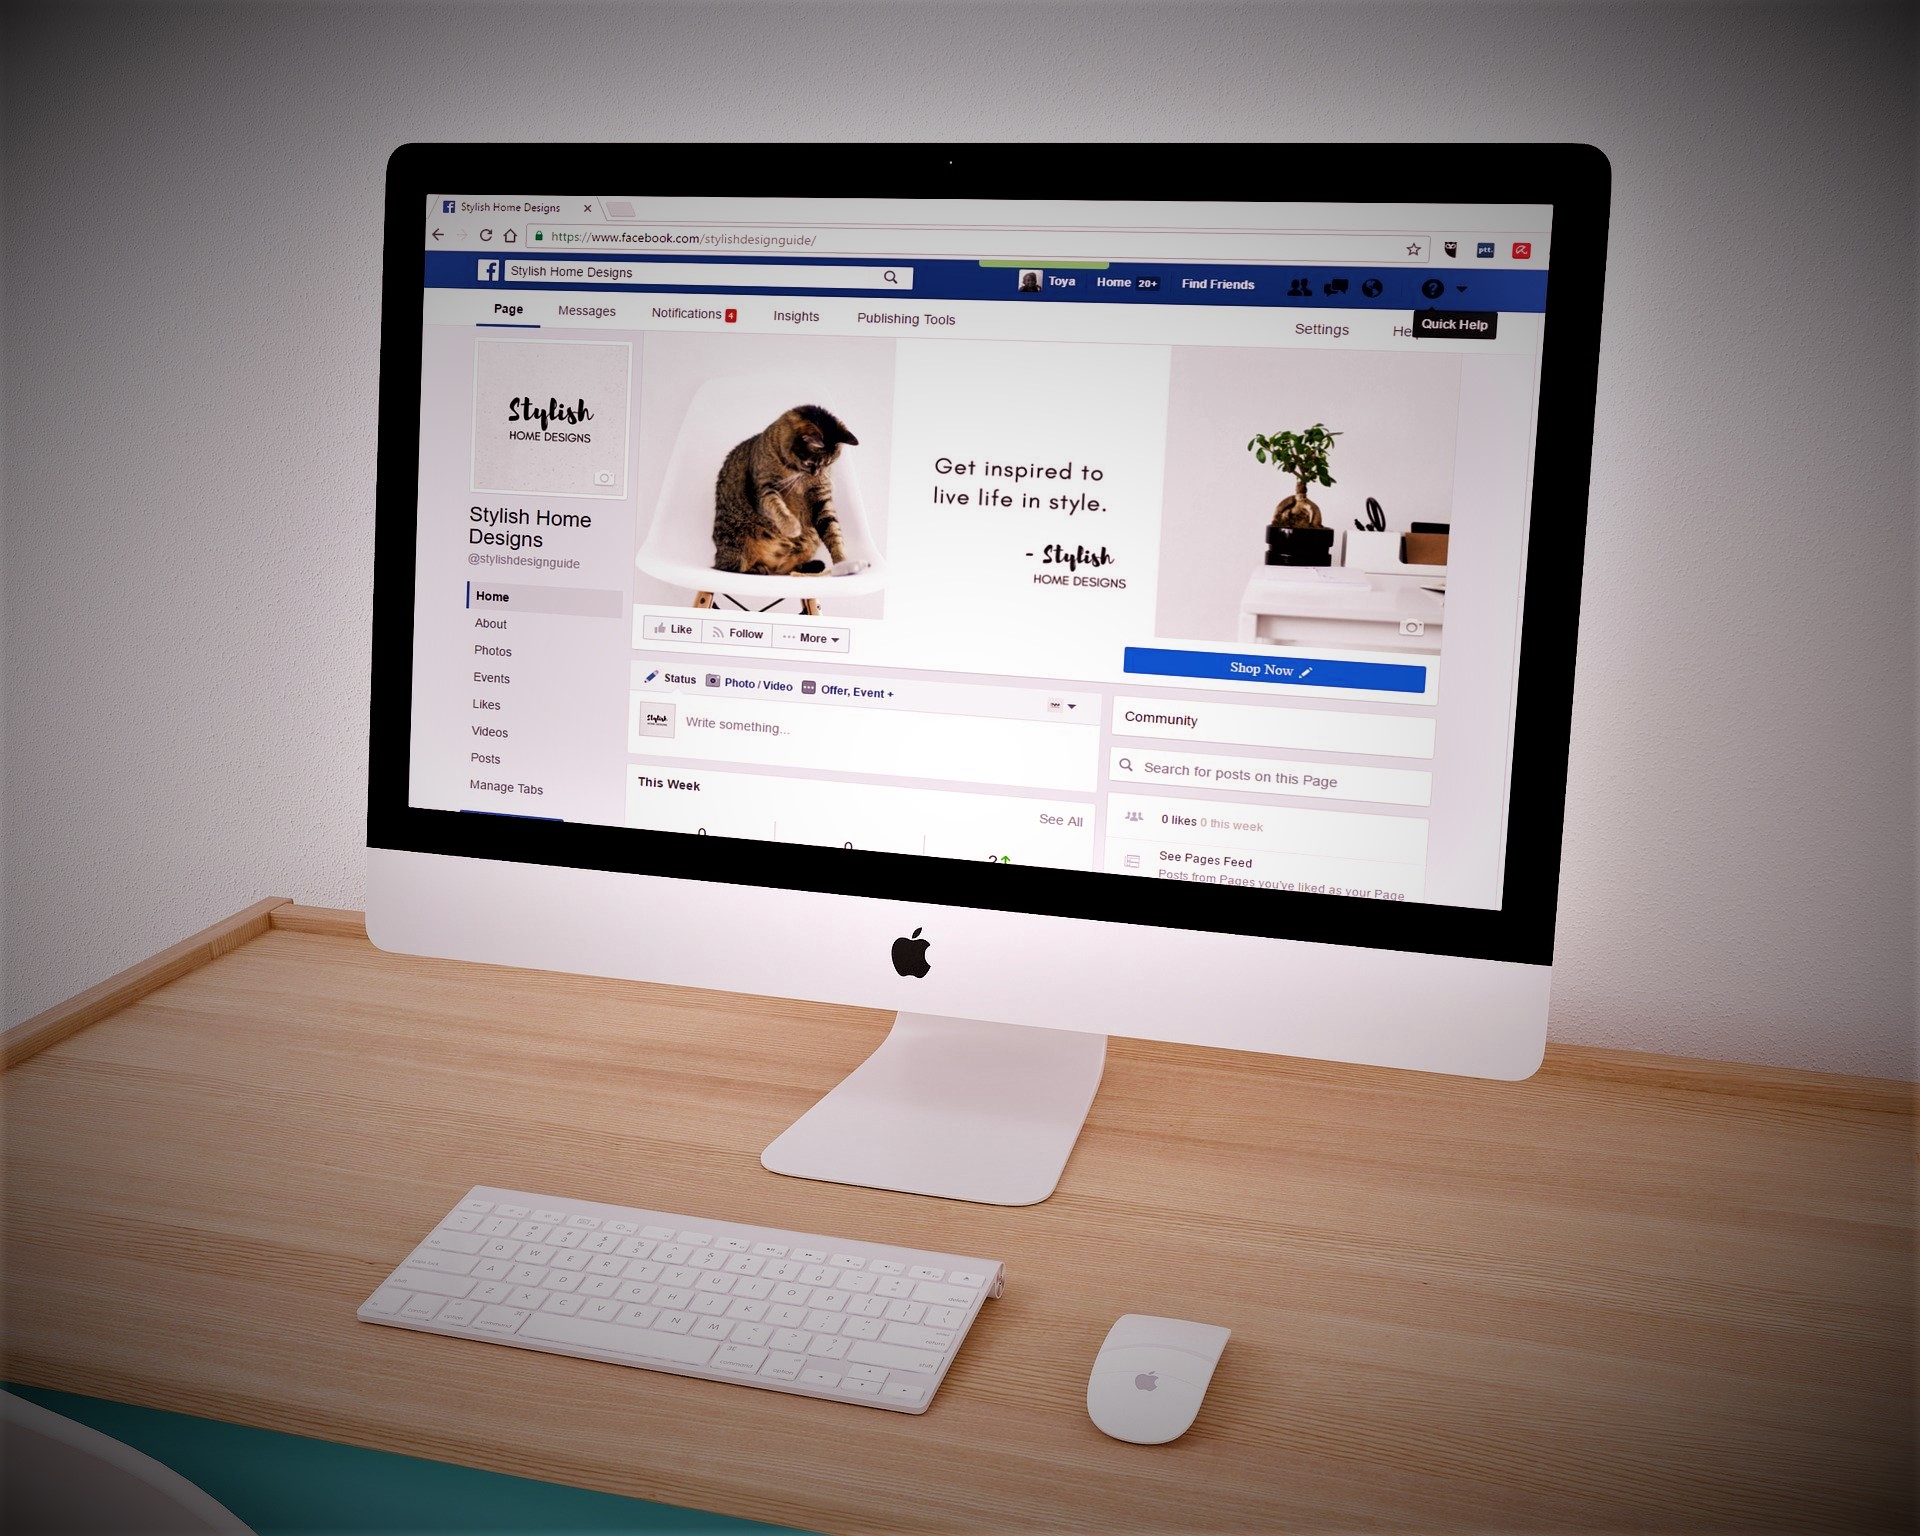 Stylish Home Designs
https://www.facebook.com/stylishdesignguide/
ptt.
Stylish Home Designs
Toya
Home 20+
Find Friends
Page
Messages
Notifications 4
Insights
Publishing Tools
Settings
Quick Help
Stylish
HOME DESIGNS
Get inspired to
live life in style.
- Stylish
HOME DESIGNS
Stylish Home
Designs
@stylishdesignguide
Home
About
Photos
Events
Likes
Videos
Posts
Manage Tabs
Like
Follow
More
Shop Now
Status
Photo / Video
Offer, Event +
Write something...
This Week
See All
0
0
2
Community
Search for posts on this Page
0 likes 0 this week
See Pages Feed
Posts from Pages you've liked as your Page
Q W E R T Y U I O P
A S D F G H J K L
Z X C V B N M
command
option